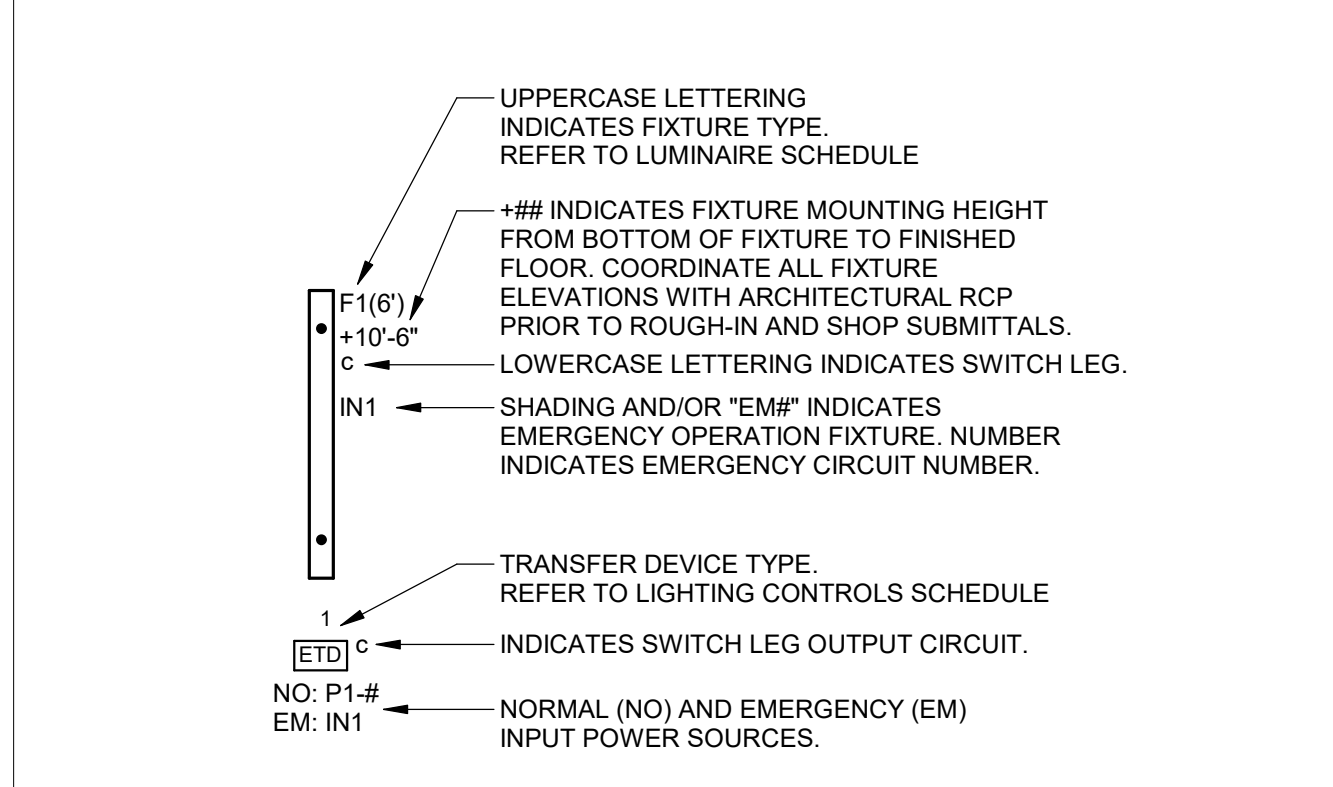 UPPERCASE LETTERING
INDICATES FIXTURE TYPE.
REFER TO LUMINAIRE SCHEDULE
+## INDICATES FIXTURE MOUNTING HEIGHT
FROM BOTTOM OF FIXTURE TO FINISHED
FLOOR. COORDINATE ALL FIXTURE
ELEVATIONS WITH ARCHITECTURAL RCP
PRIOR TO ROUGH-IN AND SHOP SUBMITTALS.
F1(6')
+10'-6"
c
LOWERCASE LETTERING INDICATES SWITCH LEG.
IN1
SHADING AND/OR "EM#" INDICATES
EMERGENCY OPERATION FIXTURE. NUMBER
INDICATES EMERGENCY CIRCUIT NUMBER.
TRANSFER DEVICE TYPE.
REFER TO LIGHTING CONTROLS SCHEDULE
1
ETD
c
INDICATES SWITCH LEG OUTPUT CIRCUIT.
NO: P1-#
EM: IN1
NORMAL (NO) AND EMERGENCY (EM)
INPUT POWER SOURCES.